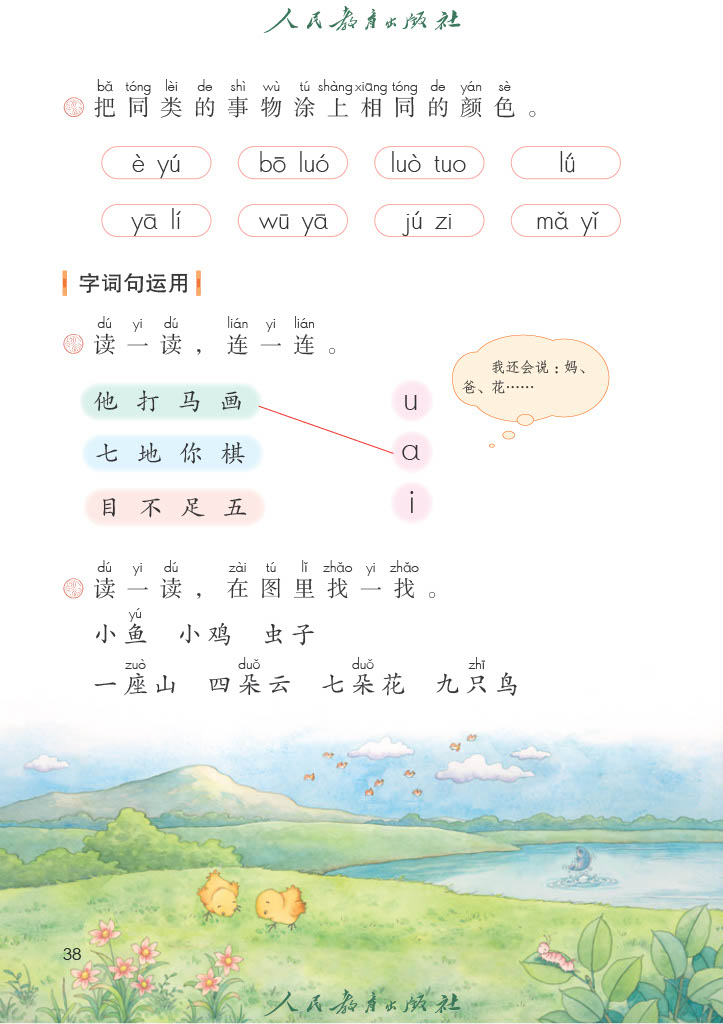 人民教育出版社
bǎ tóng lèi de shì wù tú shàng xiāng tóng de yán sè
把同类的事物涂上相同的颜色。
è yú bō luó luò tuo lǘ
yā lí wū yā jú zi mǎ yǐ
字词句运用
dú yi dú lián yi lián
读一读，连一连。
我还会说：妈、
爸、花……
他 打 马 画 u
七 地 你 棋 ɑ
目 不 足 五 i
dú yi dú zài tú lǐ zhǎo yi zhǎo
读一读，在图里找一找。
yú
小鱼 小鸡 虫子
zuò duǒ duǒ zhī
一座山 四朵云 七朵花 九只鸟
38
人民教育出版社